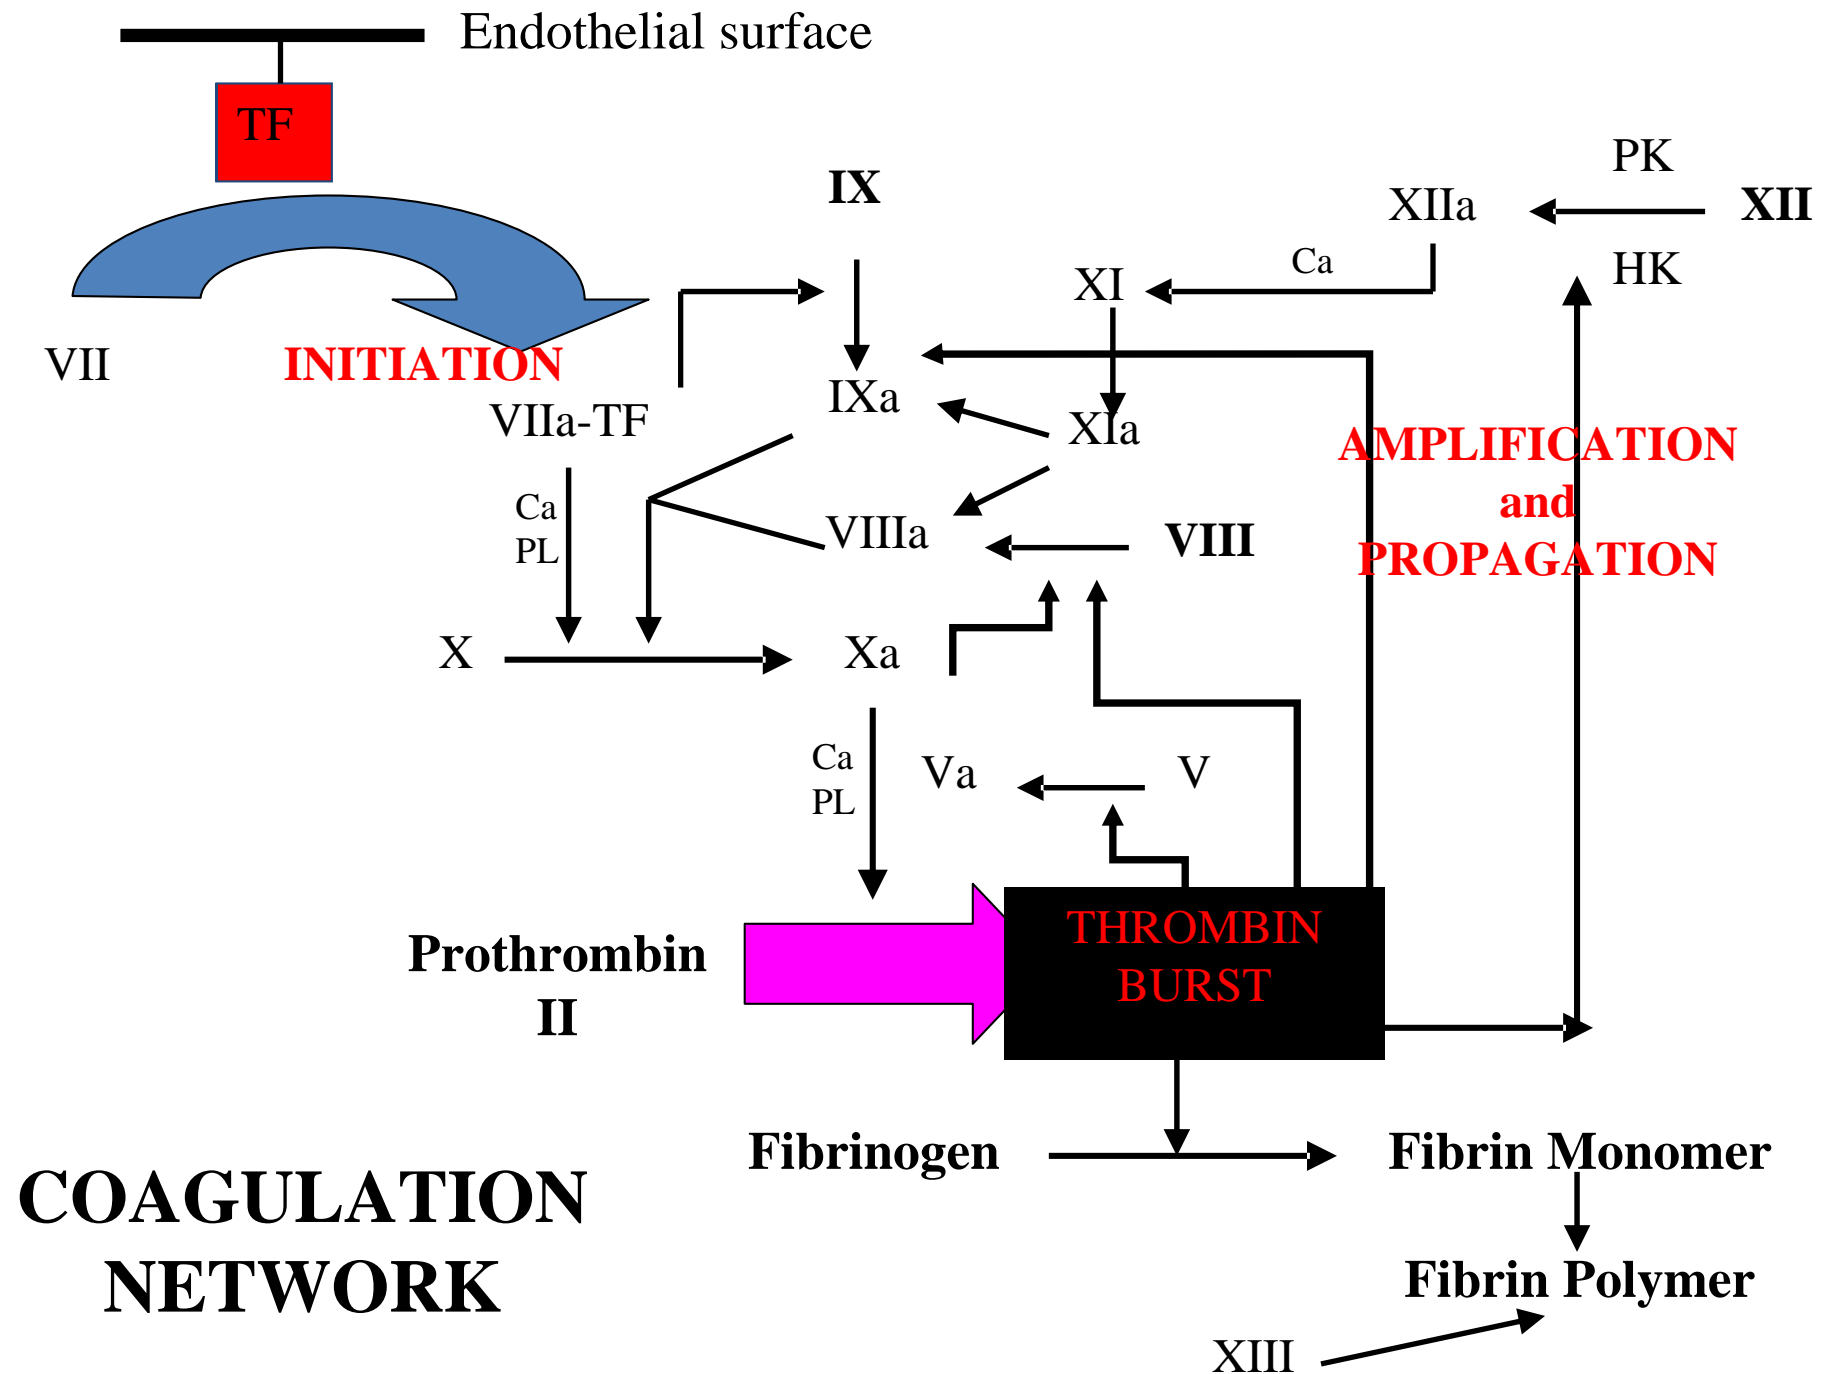 Endothelial surface
TF
PK
IX
XIIa
XII
Ca
HK
XI
VII
INITIATION
IXa
VIIa-TF
XIa
AMPLIFICATION
and
PROPAGATION
Ca
PL
VIIIa
VIII
X
Xa
Ca
PL
Va
V
THROMBIN
BURST
Prothrombin
II
Fibrinogen
Fibrin Monomer
COAGULATION
NETWORK
Fibrin Polymer
XIII